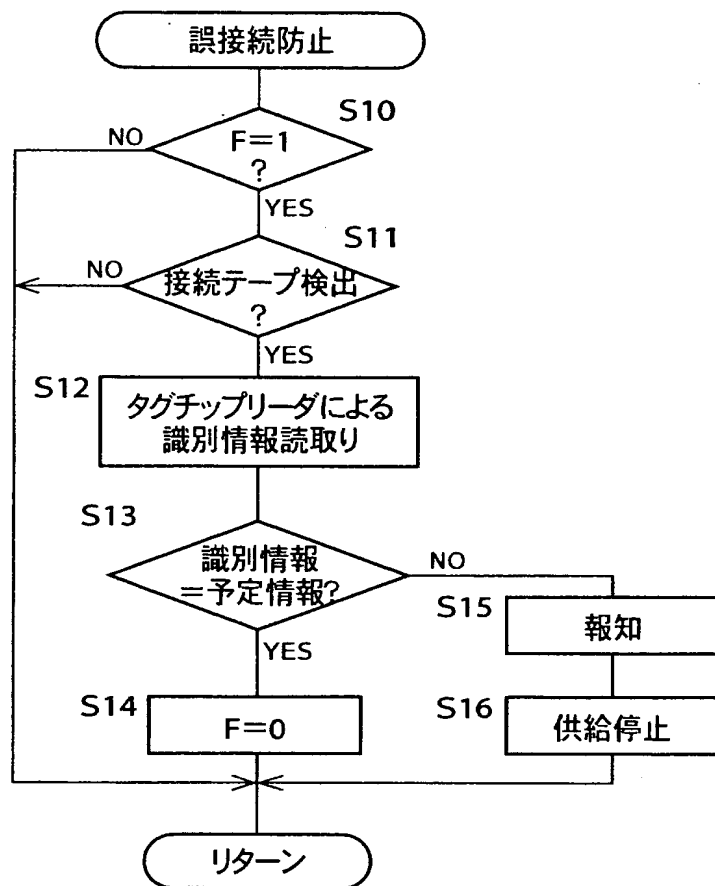 誤接続防止
S10
NO
F=1
?
YES
S11
NO
接続テープ検出
?
YES
S12
タグチップリーダによる
識別情報読取り
S13
識別情報
=予定情報?
NO
YES
S15
報知
S14
F=0
S16
供給停止
リターン